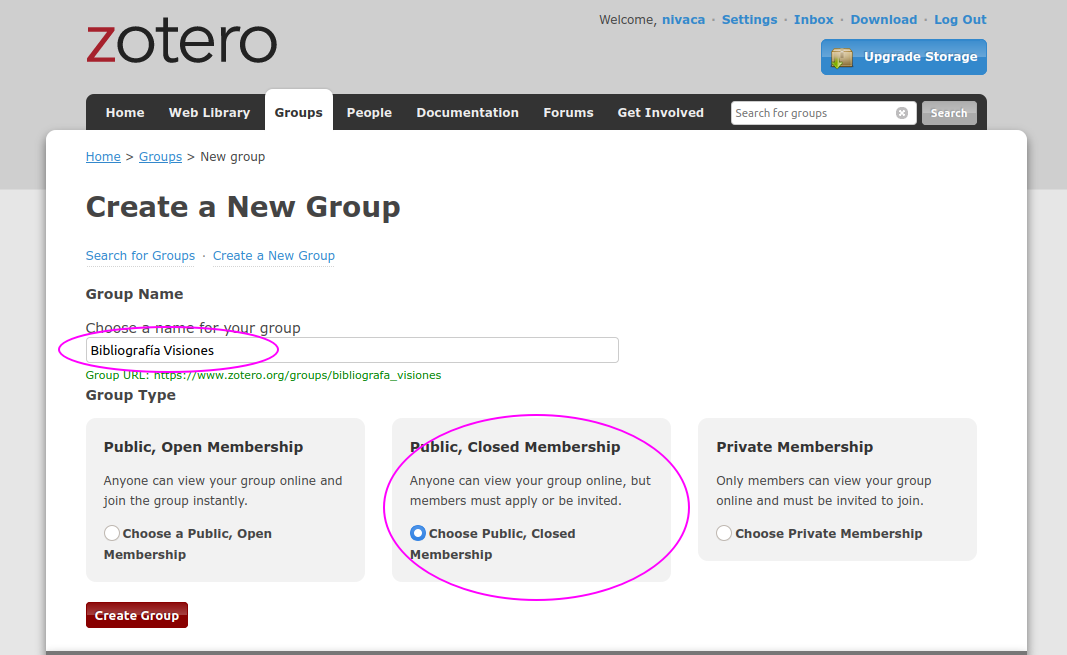 zotero
Welcome, nivaca · Settings · Inbox · Download · Log Out
Upgrade Storage
Home Web Library Groups People Documentation Forums Get Involved Search for groups Search
Home > Groups > New group
Create a New Group
Search for Groups · Create a New Group
Group Name
Choose a name for your group
Bibliografía Visiones
Group URL: https://www.zotero.org/groups/bibliografa_visiones
Group Type
Public, Open Membership
Anyone can view your group online and
join the group instantly.
Choose a Public, Open
Membership
Public, Closed Membership
Anyone can view your group online, but
members must apply or be invited.
Choose Public, Closed
Membership
Private Membership
Only members can view your group
online and must be invited to join.
Choose Private Membership
Create Group